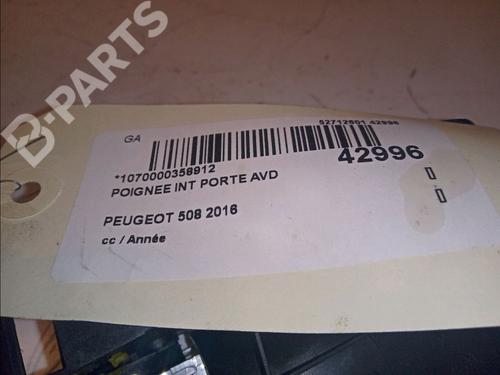 B-PARTS
GA
52712601.42996
*1070000358912
42996
POIGNEE INT PORTE AVD
D
D
PEUGEOT 508 2016
cc / Année